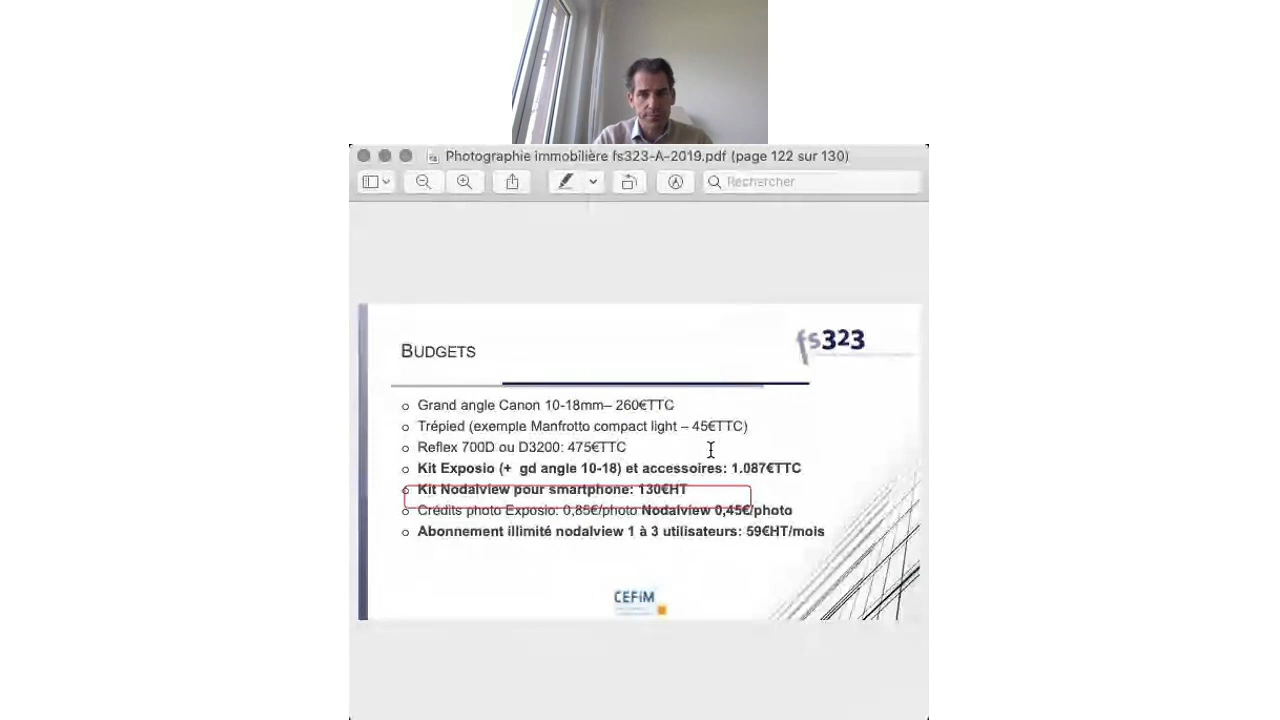 Photographie immobilière fs323-A-2019.pdf (page 122 sur 130)
Rechercher
fs323
BUDGETS
Grand angle Canon 10-18mm– 260€TTC
Trépied (exemple Manfrotto compact light – 45€TTC)
Reflex 700D ou D3200: 475€TTC
Kit Exposio (+ gd angle 10-18) et accessoires: 1.087€TTC
Kit Nodalview pour smartphone: 130€HT
Crédits photo Exposio: 0,85€/photo Nodalview 0,45€/photo
Abonnement illimité nodalview 1 à 3 utilisateurs: 59€HT/mois
CEFiM